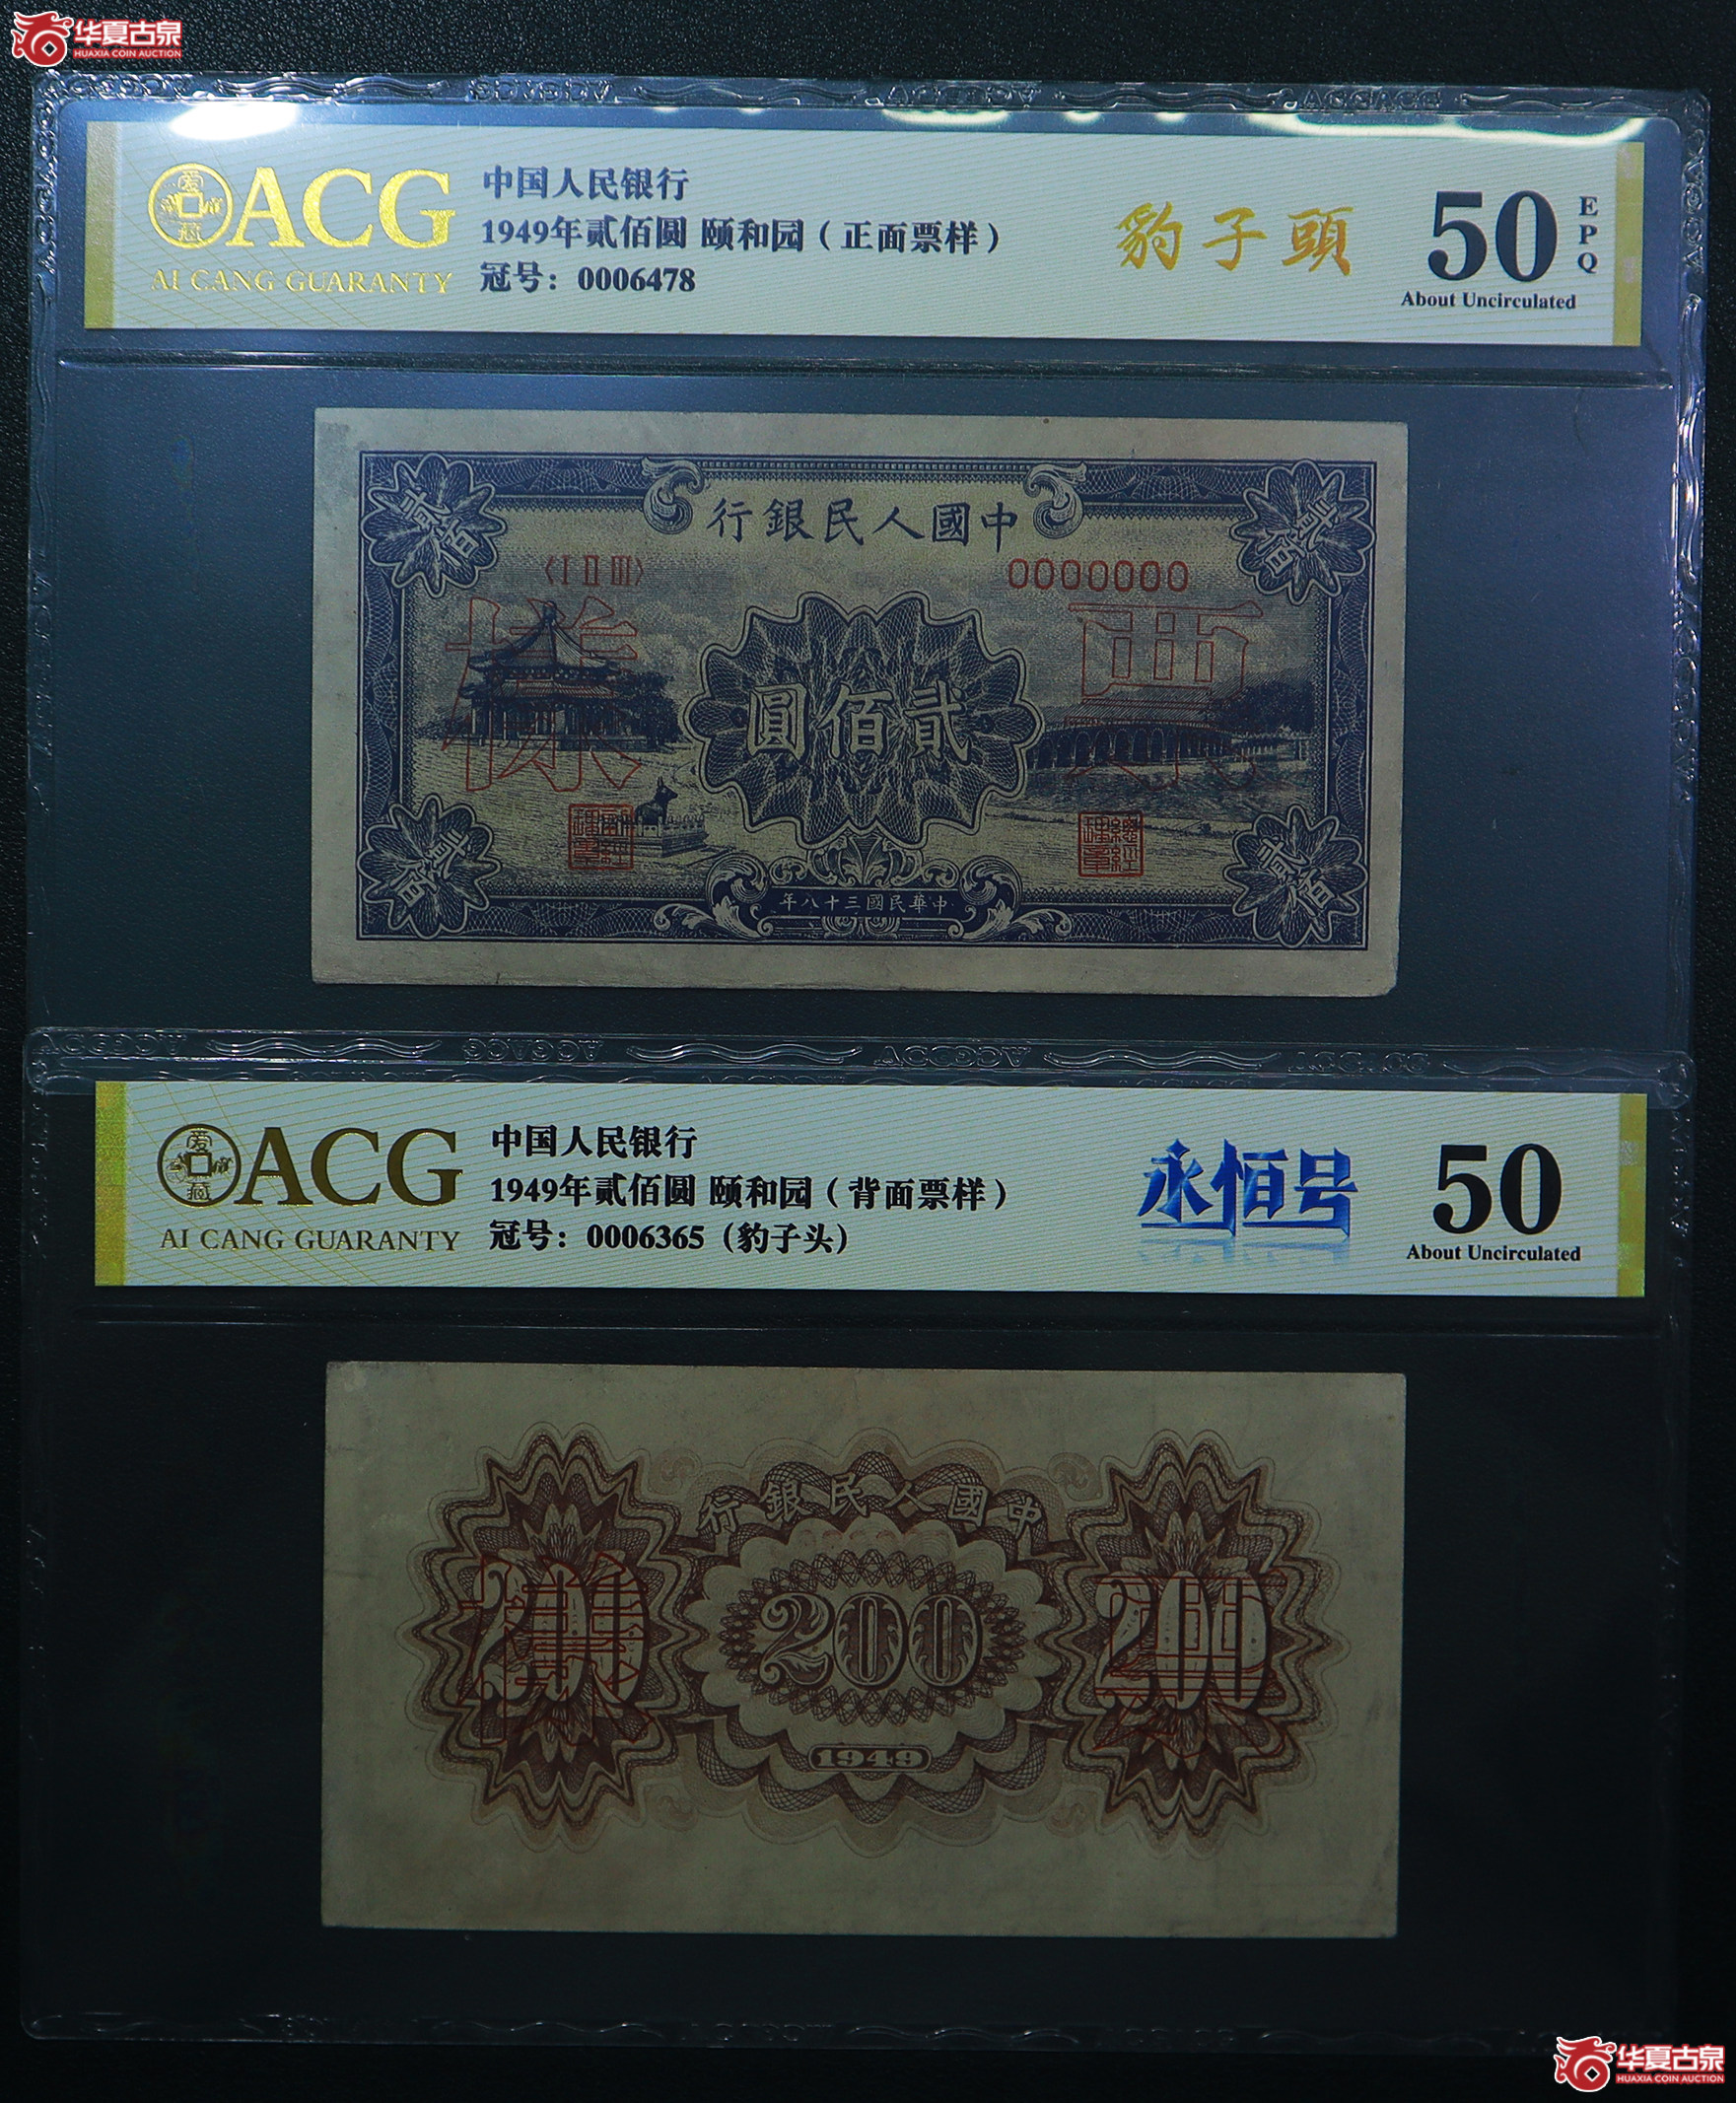 华夏古泉
HUAXIA COIN AUCTION
爱藏
ACG
AI CANG GUARANTY
中国人民银行
1949年贰佰圆 颐和园（正面票样）
冠号：0006478
豹子頭
50
EPQ
About Uncirculated
行銀民人國中
貳佰
貳佰
〈I II III〉
0000000
樣
票
圓佰貳
年八十三國民華中
貳佰
貳佰
爱藏
ACG
AI CANG GUARANTY
中国人民银行
1949年贰佰圆 颐和园（背面票样）
冠号：0006365（豹子头）
永恒号
50
About Uncirculated
行銀民人國中
200
200
200
樣
票
1949
华夏古泉
HUAXIA COIN AUCTION